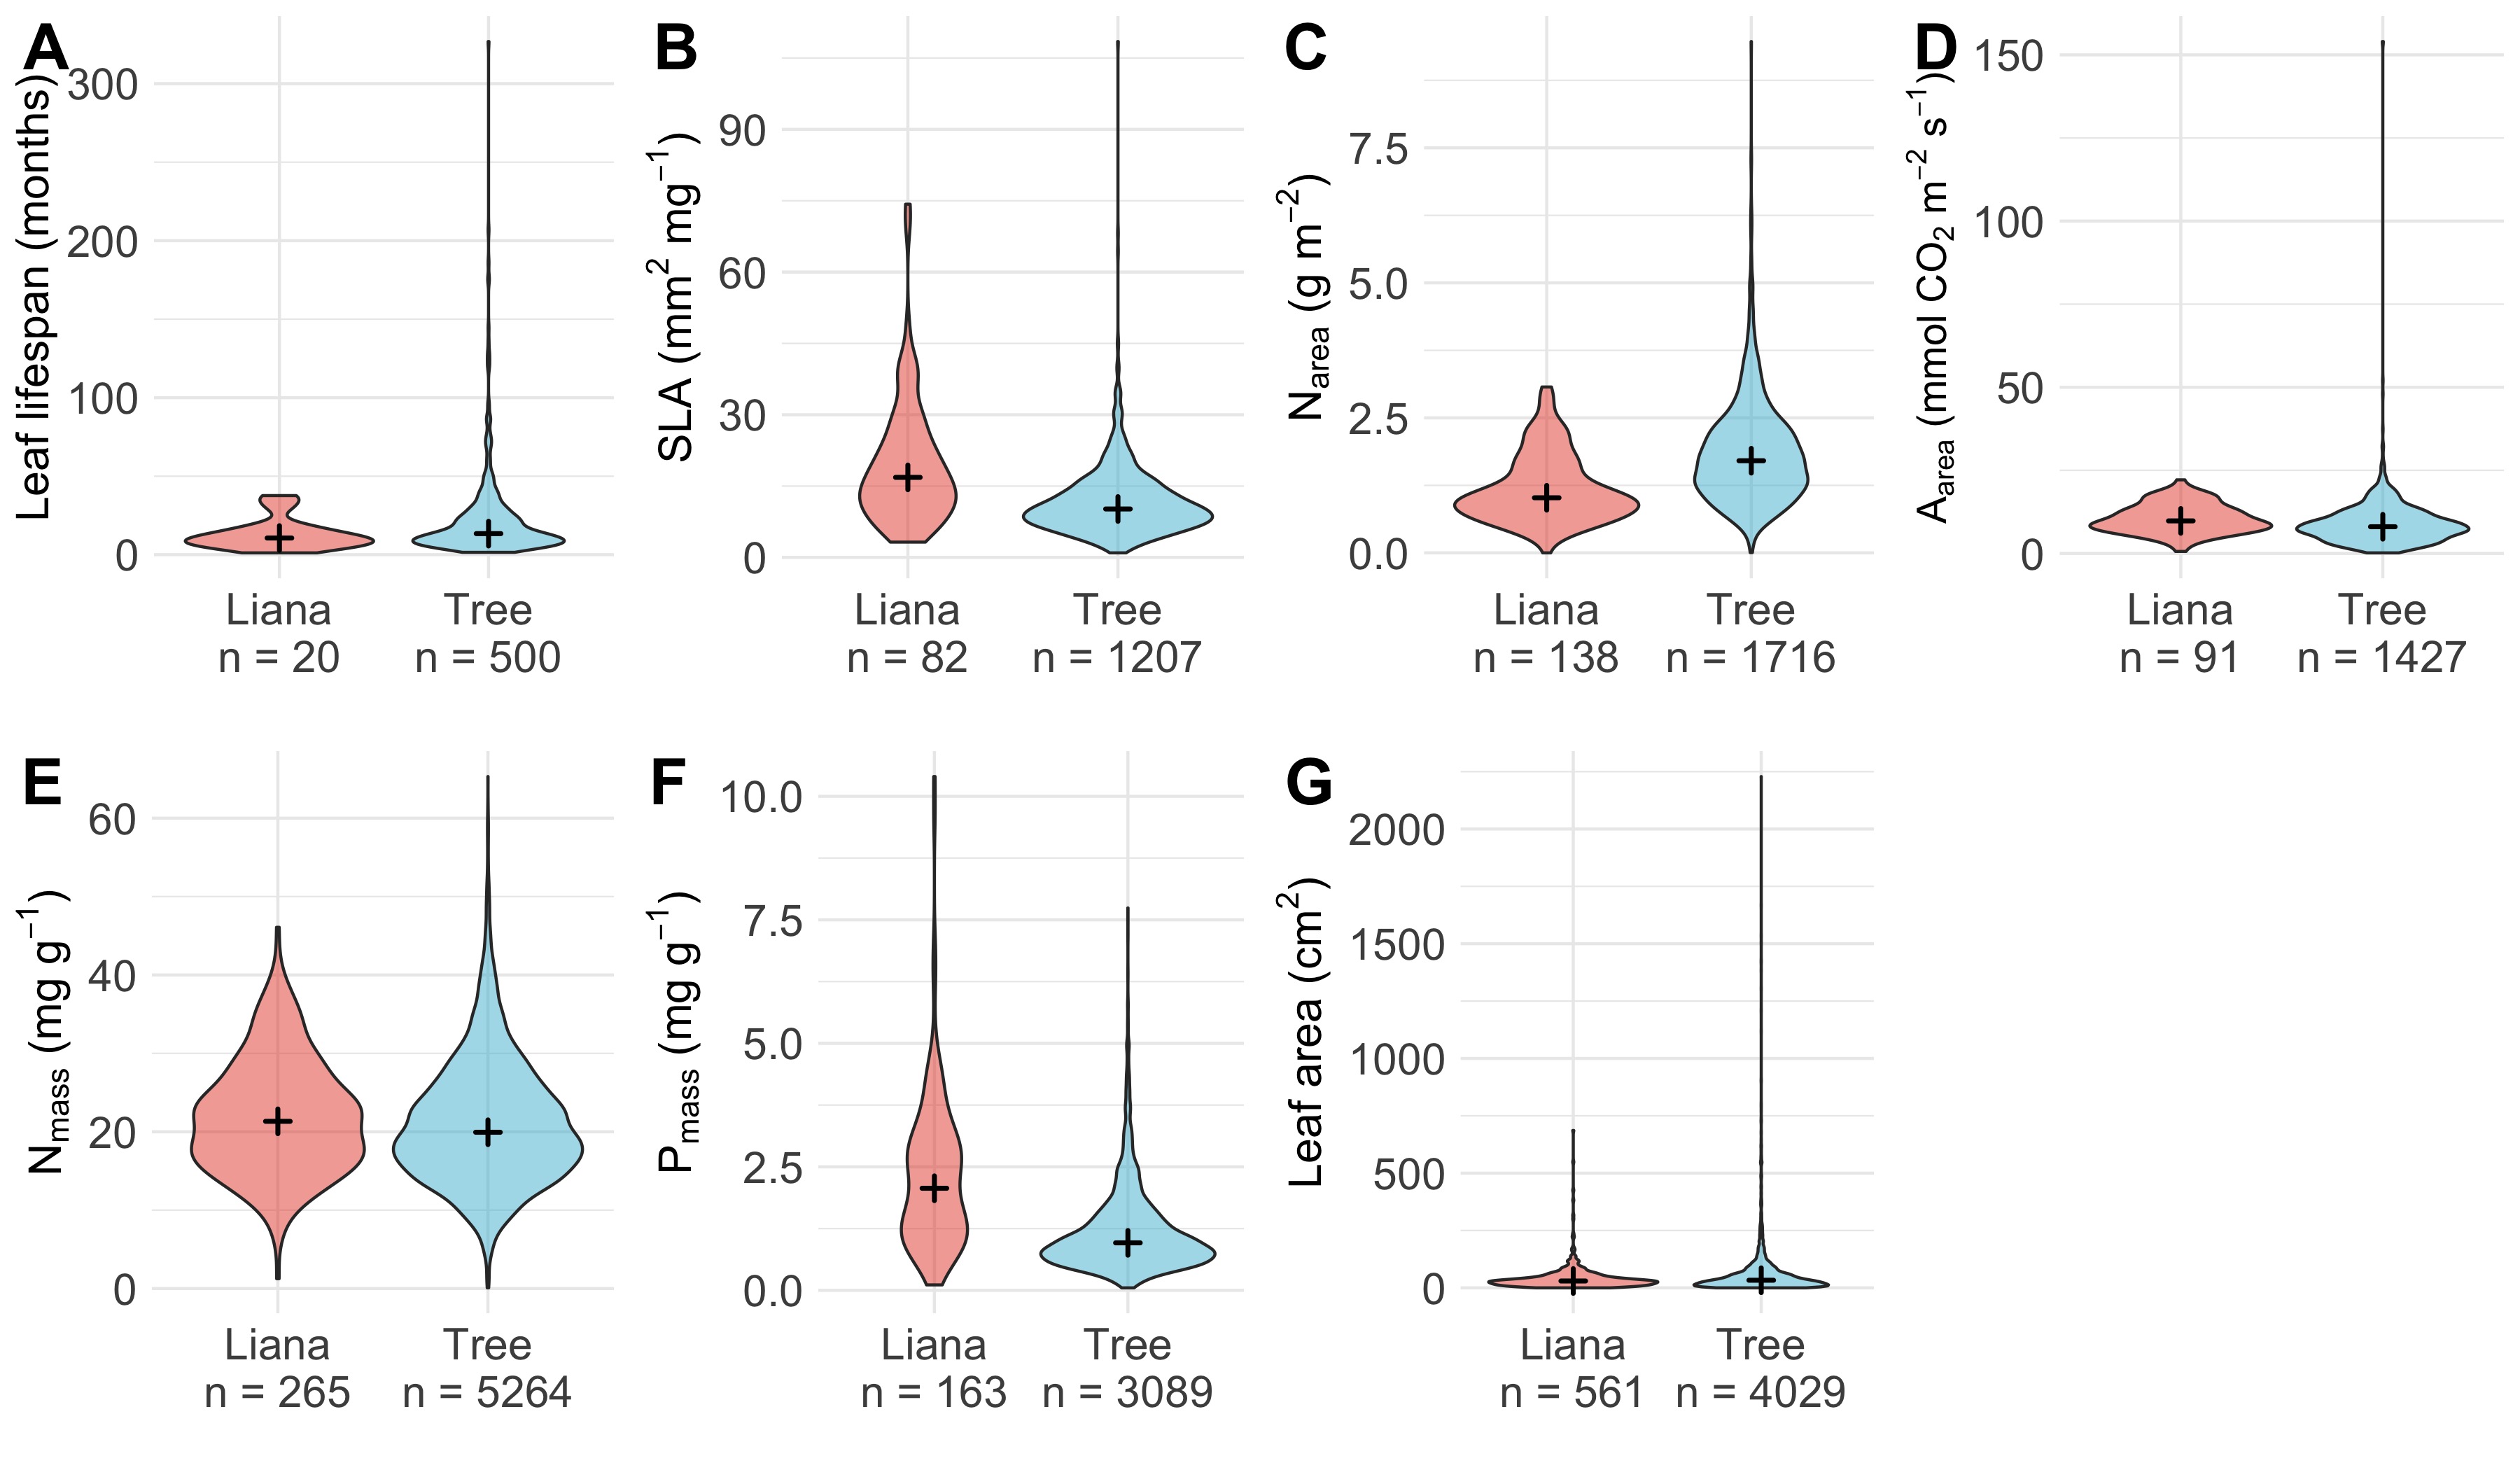 A
Leaf lifespan (months)
300
200
100
0
Liana
n = 20
Tree
n = 500
B
SLA (mm² mg⁻¹)
90
60
30
0
Liana
n = 82
Tree
n = 1207
C
Narea (g m⁻²)
7.5
5.0
2.5
0.0
Liana
n = 138
Tree
n = 1716
D
Aarea (mmol CO₂ m⁻² s⁻¹)
150
100
50
0
Liana
n = 91
Tree
n = 1427
E
Nmass (mg g⁻¹)
60
40
20
0
Liana
n = 265
Tree
n = 5264
F
Pmass (mg g⁻¹)
10.0
7.5
5.0
2.5
0.0
Liana
n = 163
Tree
n = 3089
G
Leaf area (cm²)
2000
1500
1000
500
0
Liana
n = 561
Tree
n = 4029